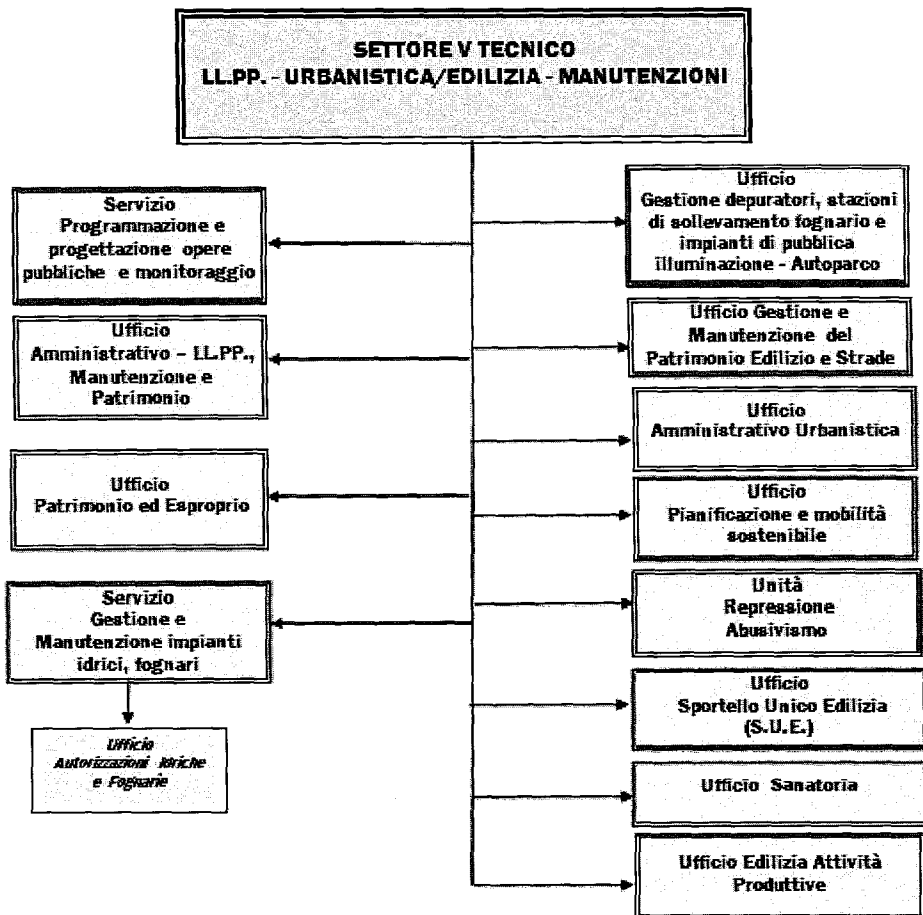 SETTORE V TECNICO
LL.PP. - URBANISTICA/EDILIZIA - MANUTENZIONI
Servizio
Programmazione e
progettazione opere
pubbliche e monitoraggio
Ufficio
Amministrativo – LL.PP.,
Manutenzione e
Patrimonio
Ufficio
Patrimonio ed Esproprio
Servizio
Gestione e
Manutenzione impianti
idrici, fognari
Ufficio
Autorizzazioni Idriche
e Fognarie
Ufficio
Gestione depuratori, stazioni
di sollevamento fognario e
impianti di pubblica
illuminazione - Autoparco
Ufficio Gestione e
Manutenzione del
Patrimonio Edilizio e Strade
Ufficio
Amministrativo Urbanistica
Ufficio
Pianificazione e mobilità
sostenibile
Unità
Repressione
Abusivismo
Ufficio
Sportello Unico Edilizia
(S.U.E.)
Ufficio Sanatoria
Ufficio Edilizia Attività
Produttive